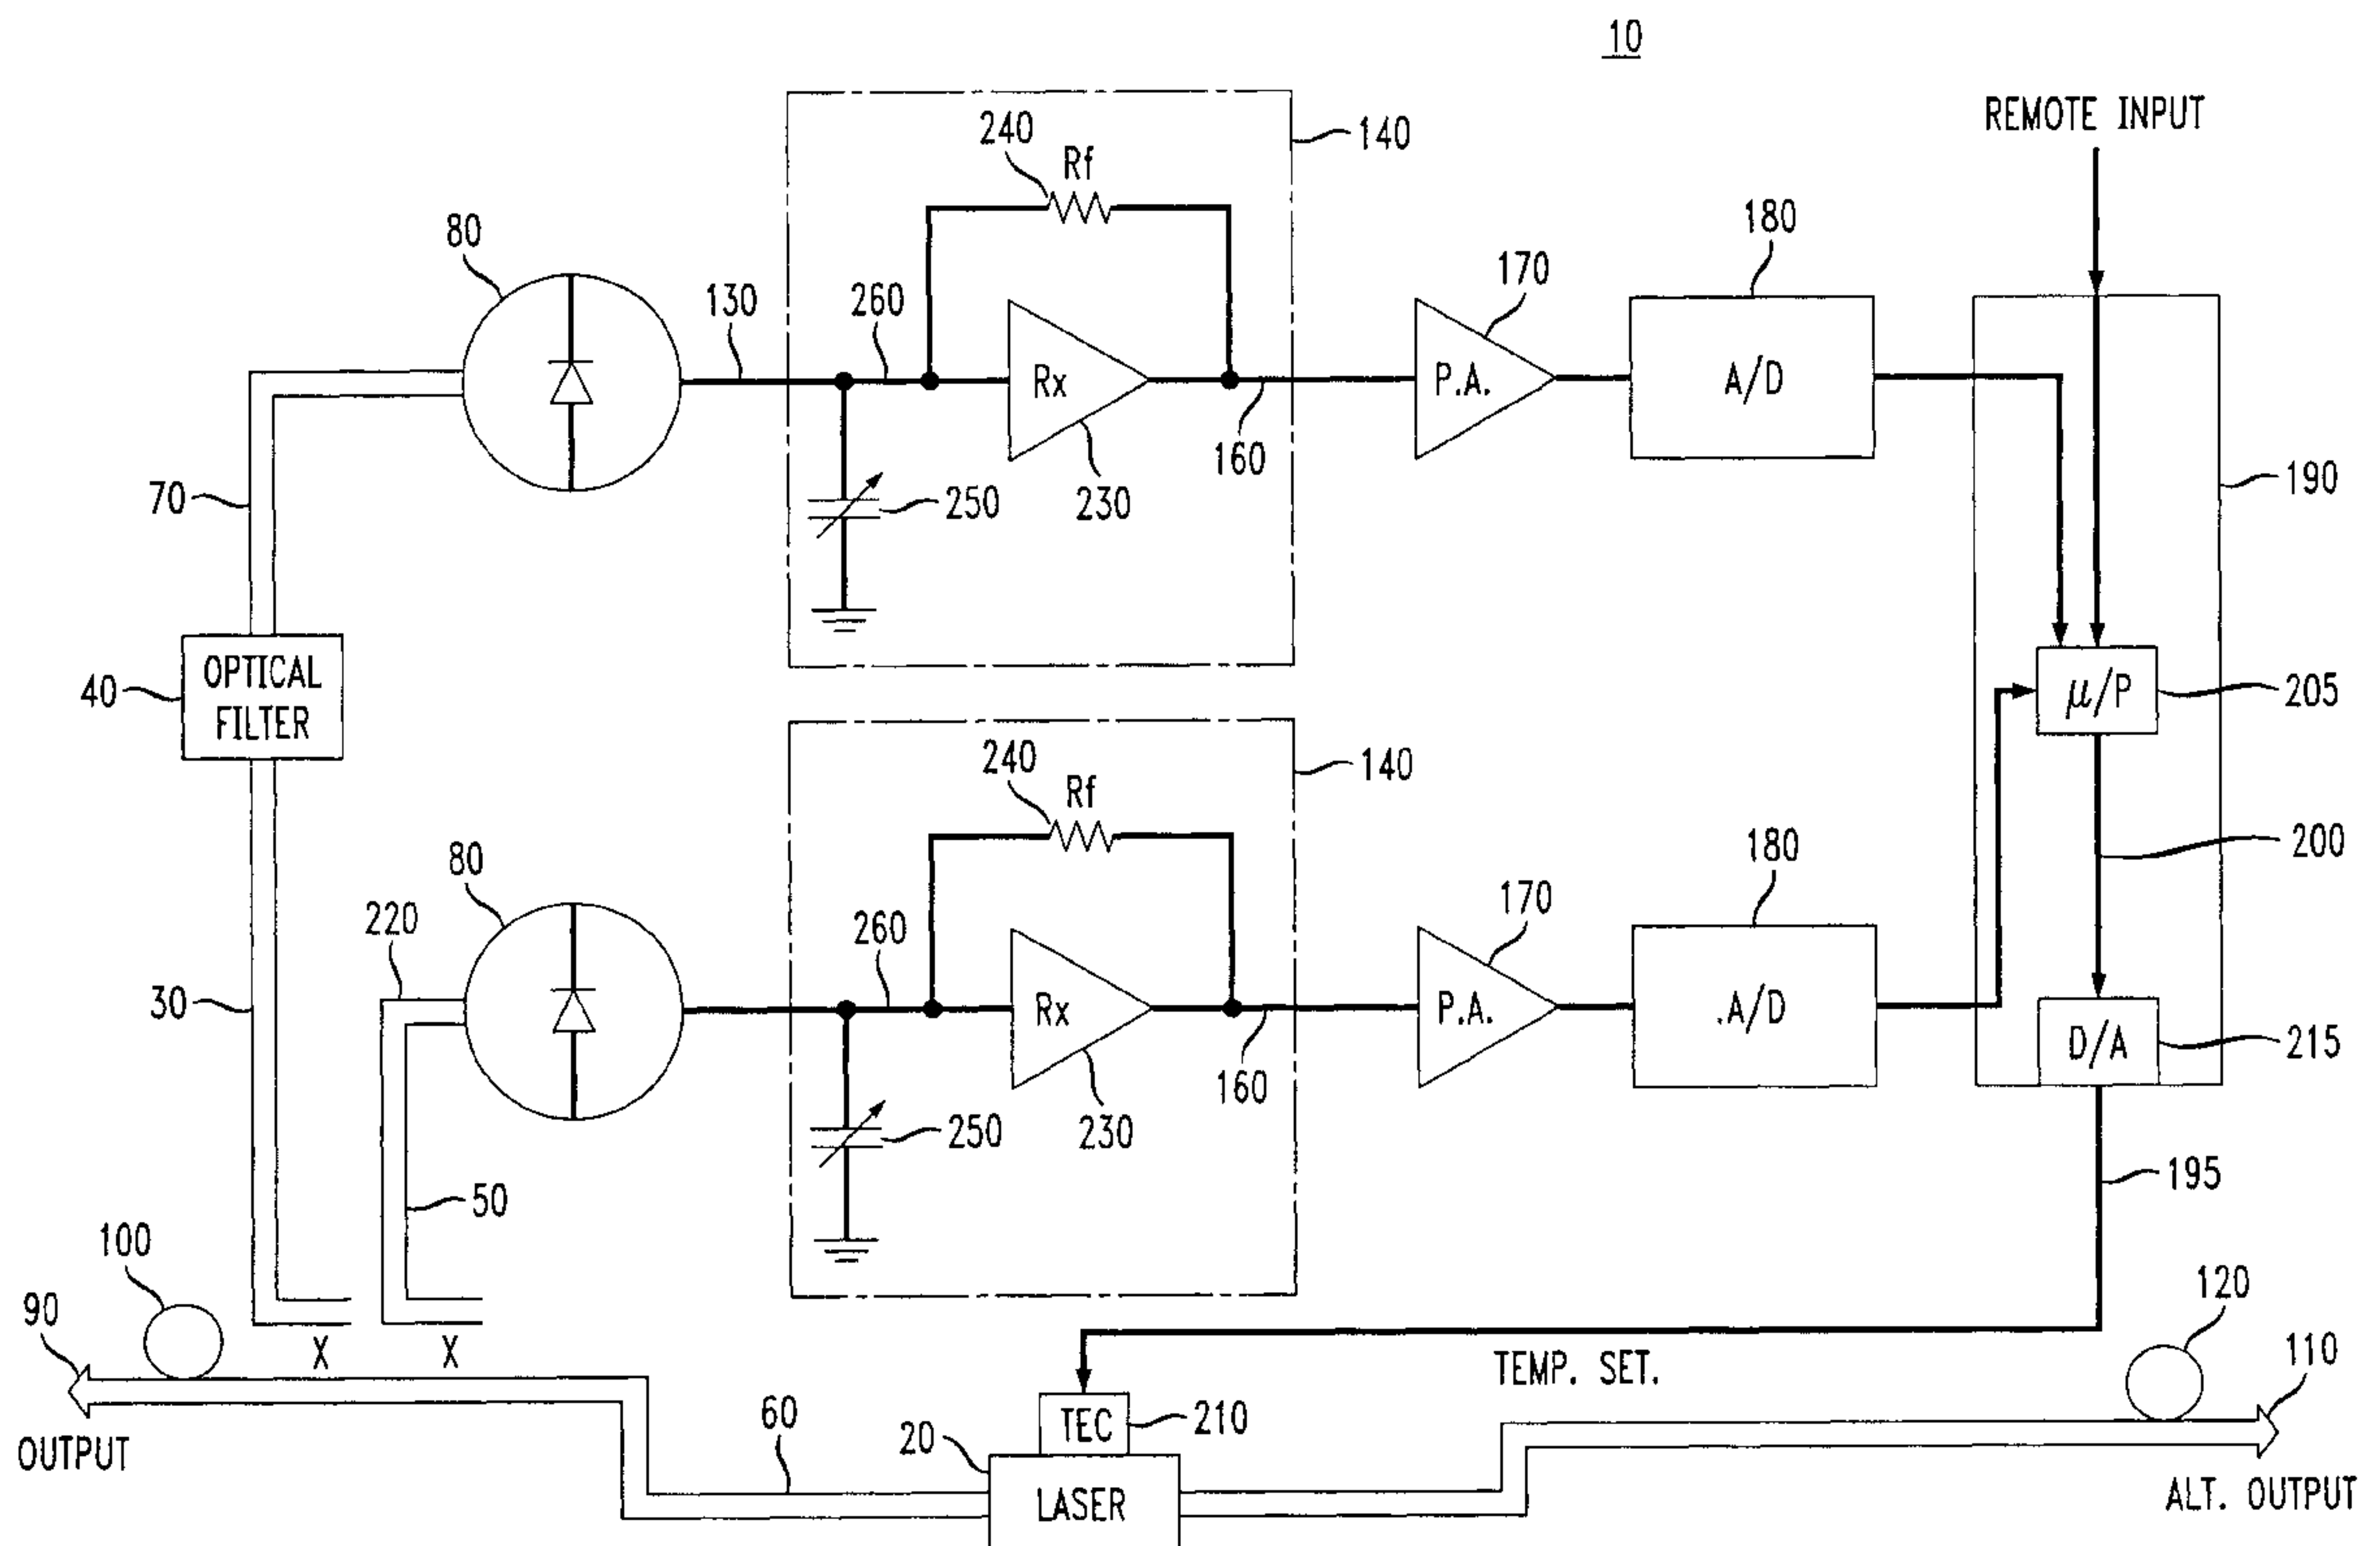 10
REMOTE INPUT
240
Rf
140
80
130
260
170
180
Rx
P.A.
A/D
160
70
250
230
190
OPTICAL
FILTER
40
μ/P
205
240
Rf
140
80
220
260
170
180
200
30
Rx
P.A.
.A/D
D/A
215
160
50
250
230
195
100
90
X
X
120
110
TEMP. SET.
OUTPUT
60
20
TEC
210
LASER
ALT. OUTPUT